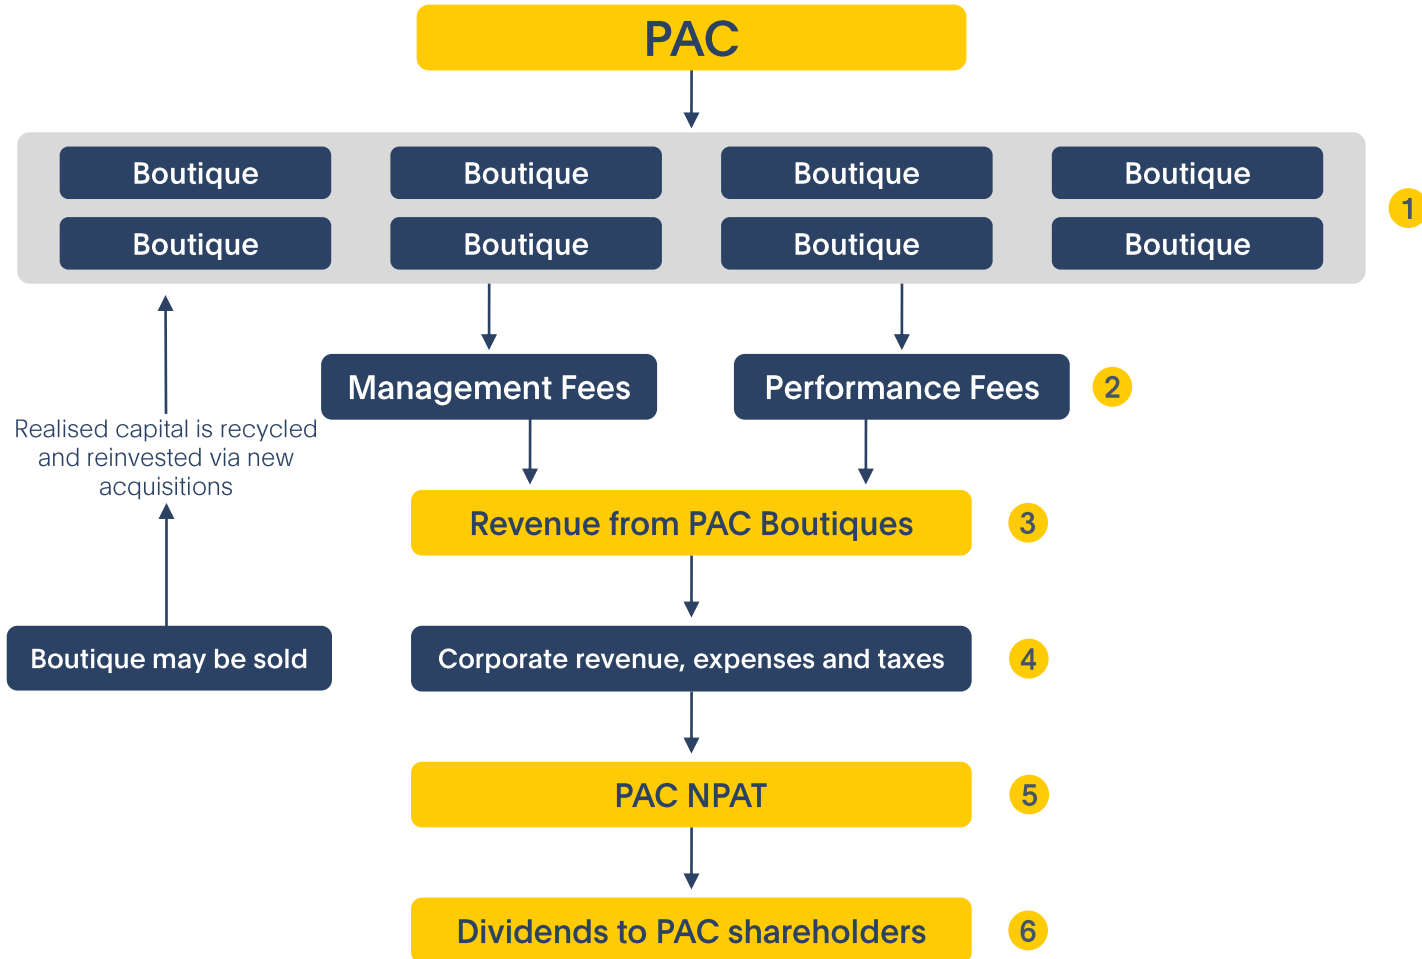 PAC
Boutique Boutique Boutique Boutique
1
Boutique Boutique Boutique Boutique
Management Fees
Performance Fees
2
Realised capital is recycled
and reinvested via new
acquisitions
Revenue from PAC Boutiques
3
Boutique may be sold
Corporate revenue, expenses and taxes
4
PAC NPAT
5
Dividends to PAC shareholders
6